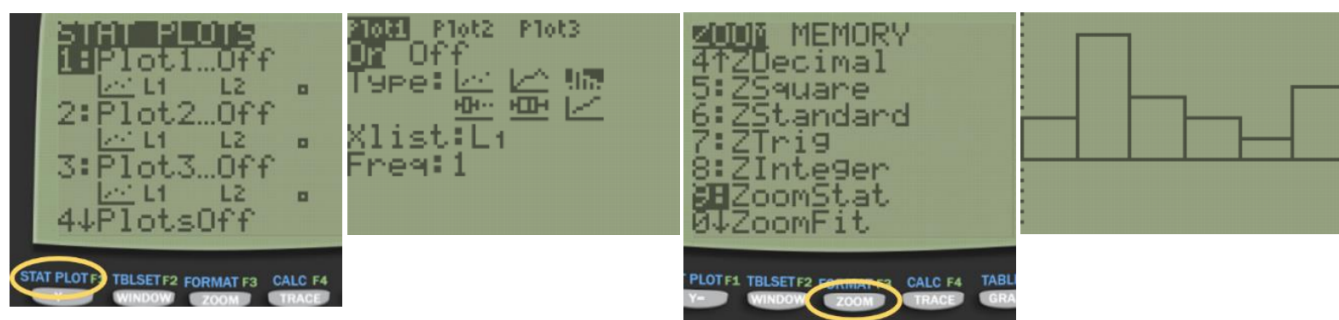 STAT PLOTS
1:Plot1...Off
L1 L2
2:Plot2...Off
L1 L2
3:Plot3...Off
L1 L2
4↓PlotsOff
STAT PLOT F1 TBLSET F2 FORMAT F3 CALC F4
WINDOW ZOOM TRACE
Plot1 Plot2 Plot3
On Off
Type:
Xlist:L1
Freq:1
ZOOM MEMORY
4↑ZDecimal
5:ZSquare
6:ZStandard
7:ZTrig
8:ZInteger
9:ZoomStat
0↓ZoomFit
PLOT F1 TBLSET F2 FORMAT F3 CALC F4 TABL
Y= WINDOW ZOOM TRACE GRA